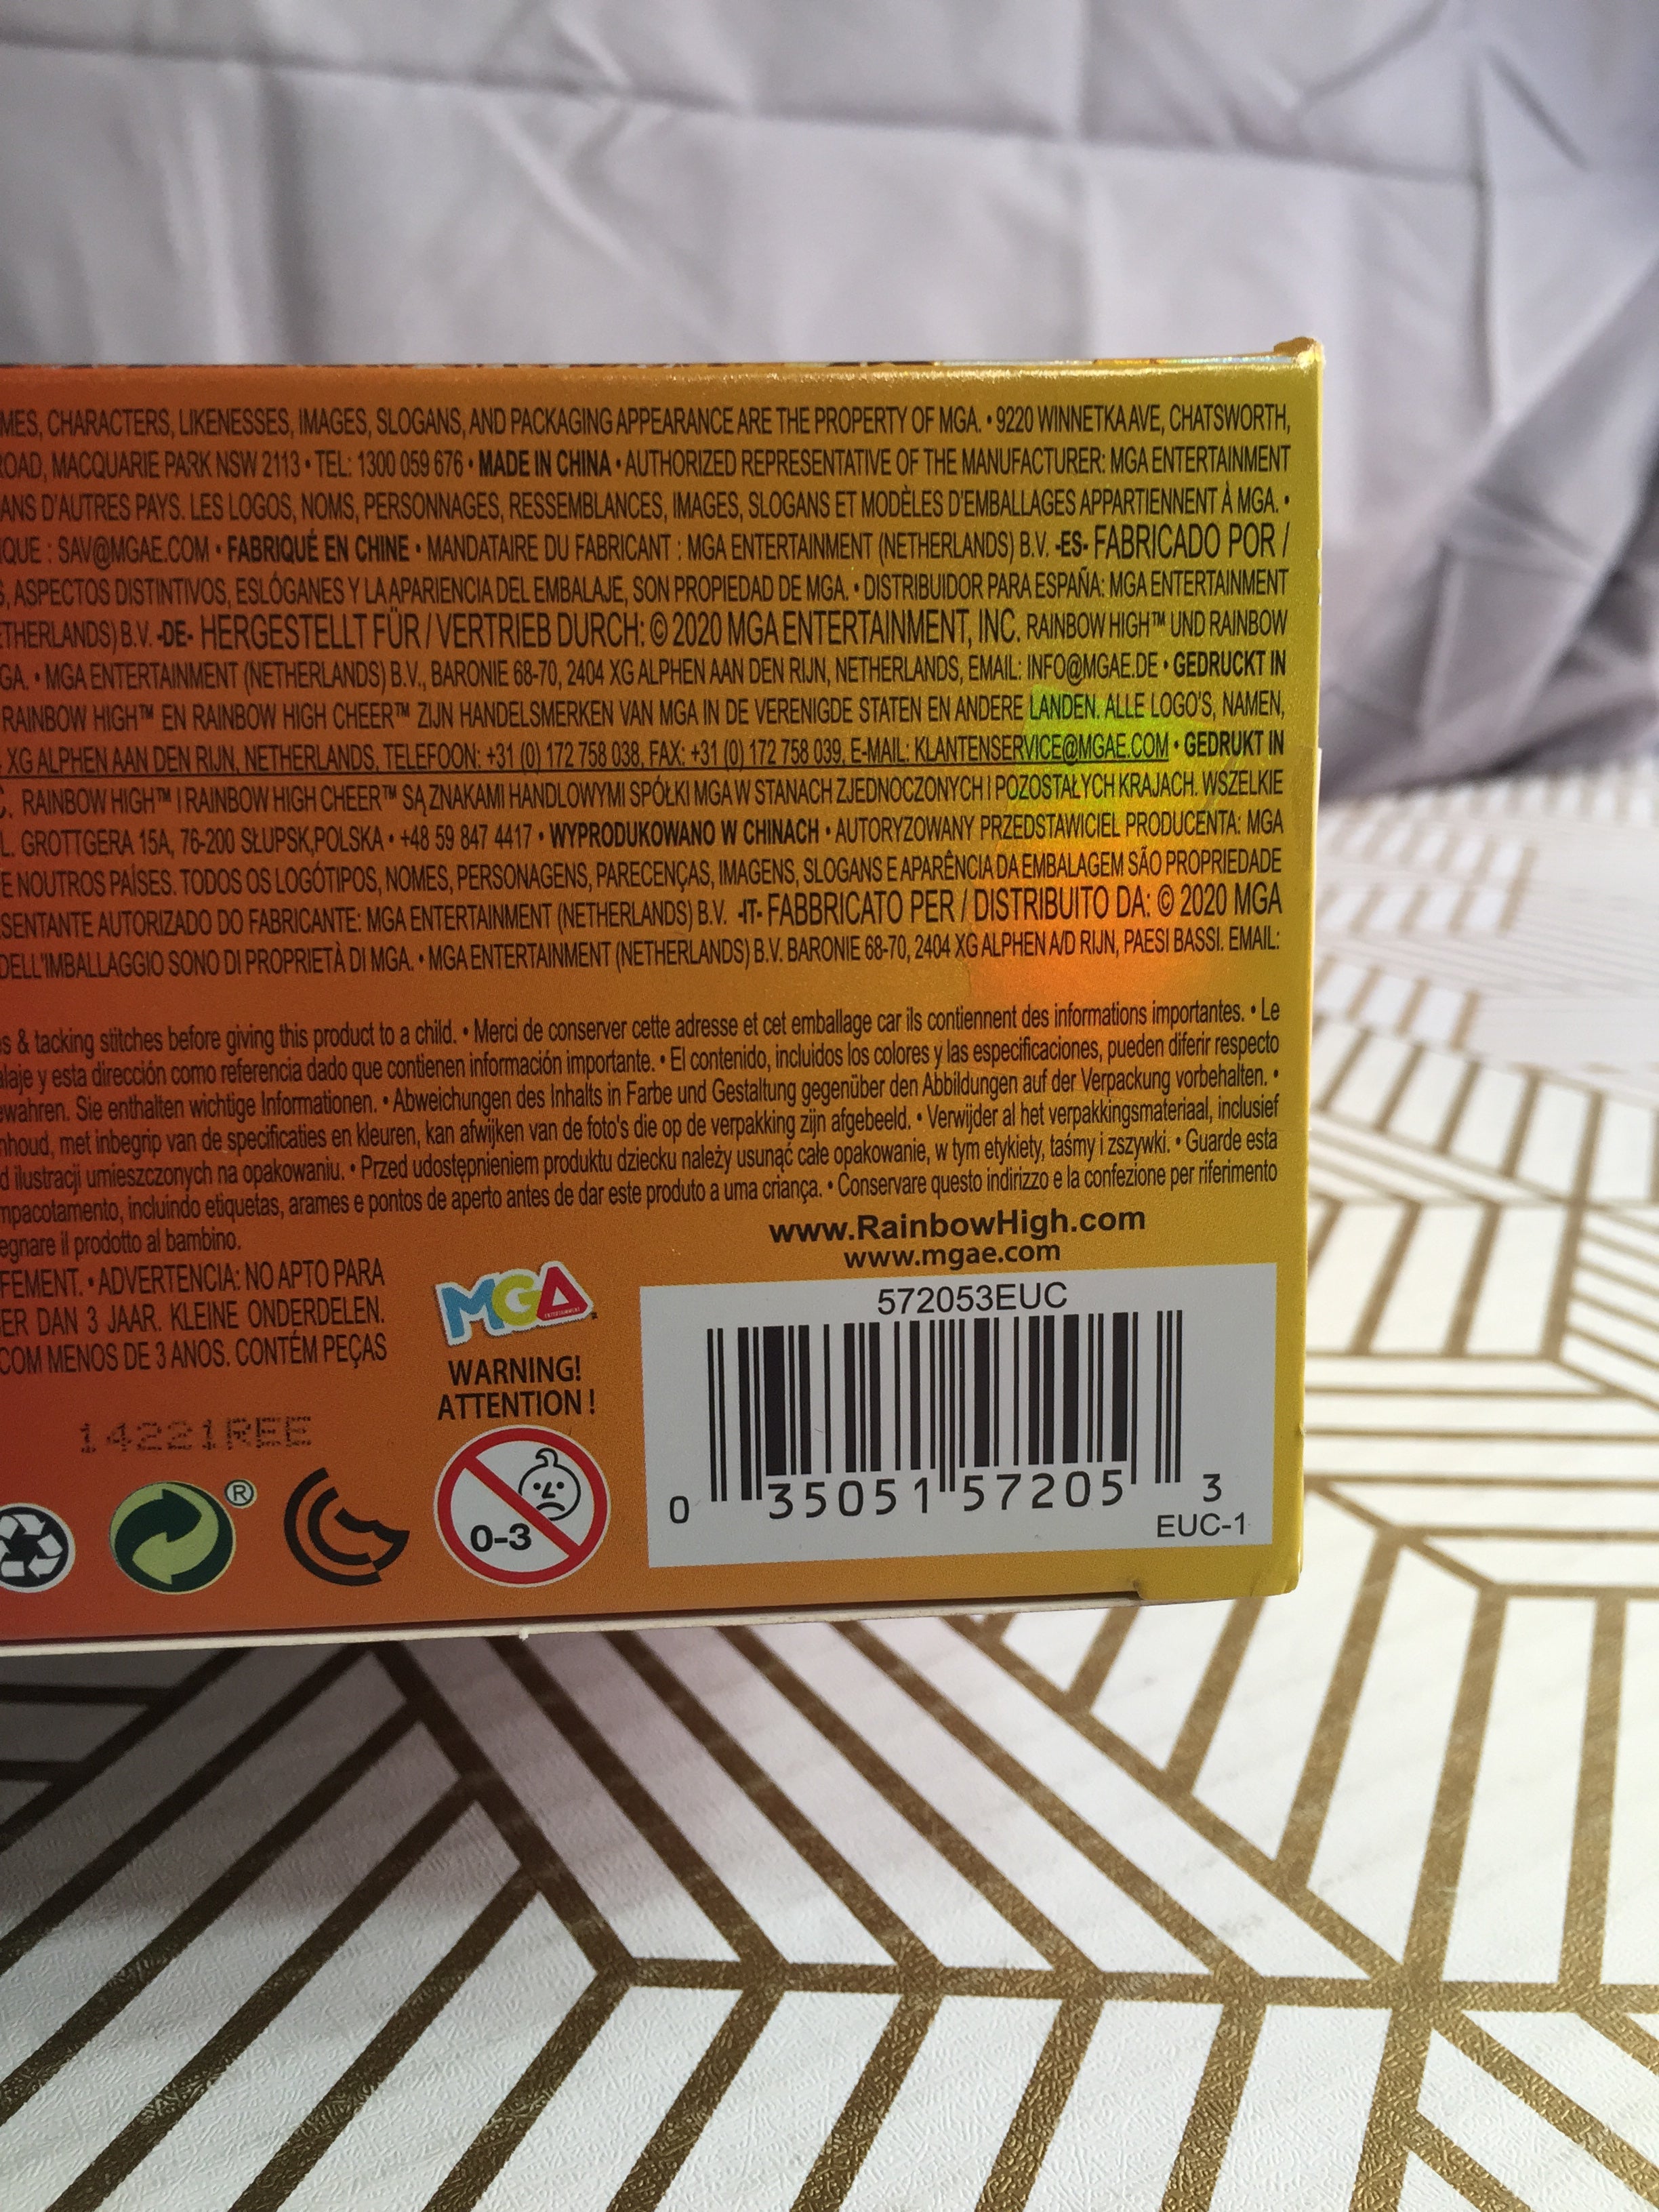 CHARACTERS, LIKENESSES, IMAGES, SLOGANS, AND PACKAGING APPEARANCE ARE THE PROPERTY OF MGA. • 9220 WINNETKA AVE, CHATSWORTH,
ROAD, MACQUARIE PARK NSW 2113 • TEL: 1300 059 676 • MADE IN CHINA • AUTHORIZED REPRESENTATIVE OF THE MANUFACTURER: MGA ENTERTAINMENT
D'AUTRES PAYS. LES LOGOS, NOMS, PERSONNAGES, RESSEMBLANCES, IMAGES, SLOGANS ET MODÈLES D'EMBALLAGES APPARTIENNENT À MGA. •
: SAV@MGAE.COM • FABRIQUÉ EN CHINE • MANDATAIRE DU FABRICANT : MGA ENTERTAINMENT (NETHERLANDS) B.V. -ES- FABRICADO POR /
ASPECTOS DISTINTIVOS, ESLÓGANES Y LA APARIENCIA DEL EMBALAJE, SON PROPIEDAD DE MGA. • DISTRIBUIDOR PARA ESPAÑA: MGA ENTERTAINMENT
ETHERLANDS) B.V. -DE- HERGESTELLT FÜR / VERTRIEB DURCH: © 2020 MGA ENTERTAINMENT, INC. RAINBOW HIGH™ UND RAINBOW
GA. • MGA ENTERTAINMENT (NETHERLANDS) B.V., BARONIE 68-70, 2404 XG ALPHEN AAN DEN RIJN, NETHERLANDS, EMAIL: INFO@MGAE.DE • GEDRUCKT IN
RAINBOW HIGH™ EN RAINBOW HIGH CHEER™ ZIJN HANDELSMERKEN VAN MGA IN DE VERENIGDE STATEN EN ANDERE LANDEN. ALLE LOGO'S, NAMEN,
XG ALPHEN AAN DEN RIJN, NETHERLANDS, TELEFOON: +31 (0) 172 758 038, FAX: +31 (0) 172 758 039, E-MAIL: KLANTENSERVICE@MGAE.COM • GEDRUKT IN
RAINBOW HIGH™ I RAINBOW HIGH CHEER™ SĄ ZNAKAMI HANDLOWYMI SPÓŁKI MGA W STANACH ZJEDNOCZONYCH I POZOSTAŁYCH KRAJACH. WSZELKIE
L. GROTTGERA 15A, 76-200 SŁUPSK,POLSKA • +48 59 847 4417 • WYPRODUKOWANO W CHINACH • AUTORYZOWANY PRZEDSTAWICIEL PRODUCENTA: MGA
E NOUTROS PAÍSES. TODOS OS LOGÓTIPOS, NOMES, PERSONAGENS, PARECENÇAS, IMAGENS, SLOGANS E APARÊNCIA DA EMBALAGEM SÃO PROPRIEDADE
SENTANTE AUTORIZADO DO FABRICANTE: MGA ENTERTAINMENT (NETHERLANDS) B.V. -IT- FABBRICATO PER / DISTRIBUITO DA: © 2020 MGA
DELL'IMBALLAGGIO SONO DI PROPRIETÀ DI MGA. • MGA ENTERTAINMENT (NETHERLANDS) B.V. BARONIE 68-70, 2404 XG ALPHEN A/D RIJN, PAESI BASSI. EMAIL:
& tacking stitches before giving this product to a child. • Merci de conserver cette adresse et cet emballage car ils contiennent des informations importantes. • Le
alaje y esta dirección como referencia dado que contienen información importante. • El contenido, incluidos los colores y las especificaciones, pueden diferir respecto
ewahren. Sie enthalten wichtige Informationen. • Abweichungen des Inhalts in Farbe und Gestaltung gegenüber den Abbildungen auf der Verpackung vorbehalten. •
nhoud, met inbegrip van de specificaties en kleuren, kan afwijken van de foto's die op de verpakking zijn afgebeeld. • Verwijder al het verpakkingsmateriaal, inclusief
d ilustracji umieszczonych na opakowaniu. • Przed udostępnieniem produktu dziecku należy usunąć całe opakowanie, w tym etykiety, taśmy i zszywki. • Guarde esta
mpacotamento, incluindo etiquetas, arames e pontos de aperto antes de dar este produto a uma criança. • Conservare questo indirizzo e la confezione per riferimento
egnare il prodotto al bambino.
www.RainbowHigh.com
www.mgae.com
FEMENT. • ADVERTENCIA: NO APTO PARA
ER DAN 3 JAAR. KLEINE ONDERDELEN.
COM MENOS DE 3 ANOS. CONTÉM PEÇAS
14221REE
®
MGA
ENTERTAINMENT
WARNING!
ATTENTION !
0-3
572053EUC
0 35051 57205 3
EUC-1